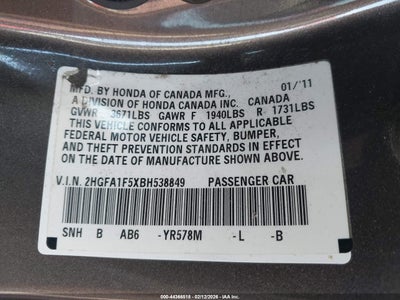 MFD. BY HONDA OF CANADA MFG., 01/'11
A DIVISION OF HONDA CANADA INC. CANADA
GVWR 3671LBS GAWR F 1940LBS R 1731LBS
THIS VEHICLE CONFORMS TO ALL APPLICABLE
FEDERAL MOTOR VEHICLE SAFETY, BUMPER,
AND THEFT PREVENTION STANDARDS IN EFFECT
ON THE DATE OF MANUFACTURE SHOWN ABOVE.
V.I.N. 2HGFA1F5XBH538849 PASSENGER CAR
SNH B AB6 -YR578M -L -B
000-44366518 - 02/12/2026 - IAA, Inc.